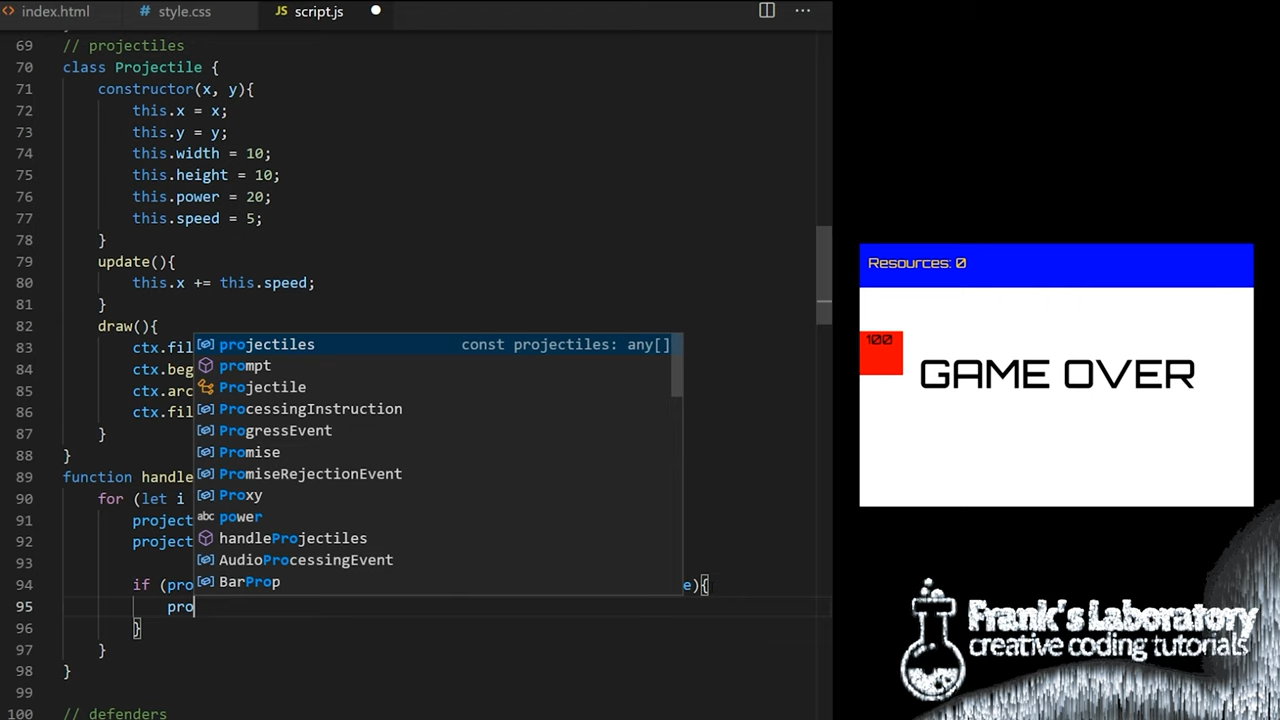 index.html
style.css
JS script.js
69 // projectiles
70 class Projectile {
71 constructor(x, y){
72 this.x = x;
73 this.y = y;
74 this.width = 10;
75 this.height = 10;
76 this.power = 20;
77 this.speed = 5;
78 }
79 update(){
80 this.x += this.speed;
81 }
82 draw(){
83 ctx.fil
84 ctx.beg
85 ctx.arc
86 ctx.fil
87 }
88 }
89 function handle
90 for (let i
91 project
92 project
93
94 if (pro e){
95 pro
96 }
97 }
98 }
99
100 // defenders
projectiles const projectiles: any[]
prompt
Projectile
ProcessingInstruction
ProgressEvent
Promise
PromiseRejectionEvent
Proxy
abc power
handleProjectiles
AudioProcessingEvent
BarProp
Resources: 0
100
GAME OVER
Frank's Laboratory
creative coding tutorials